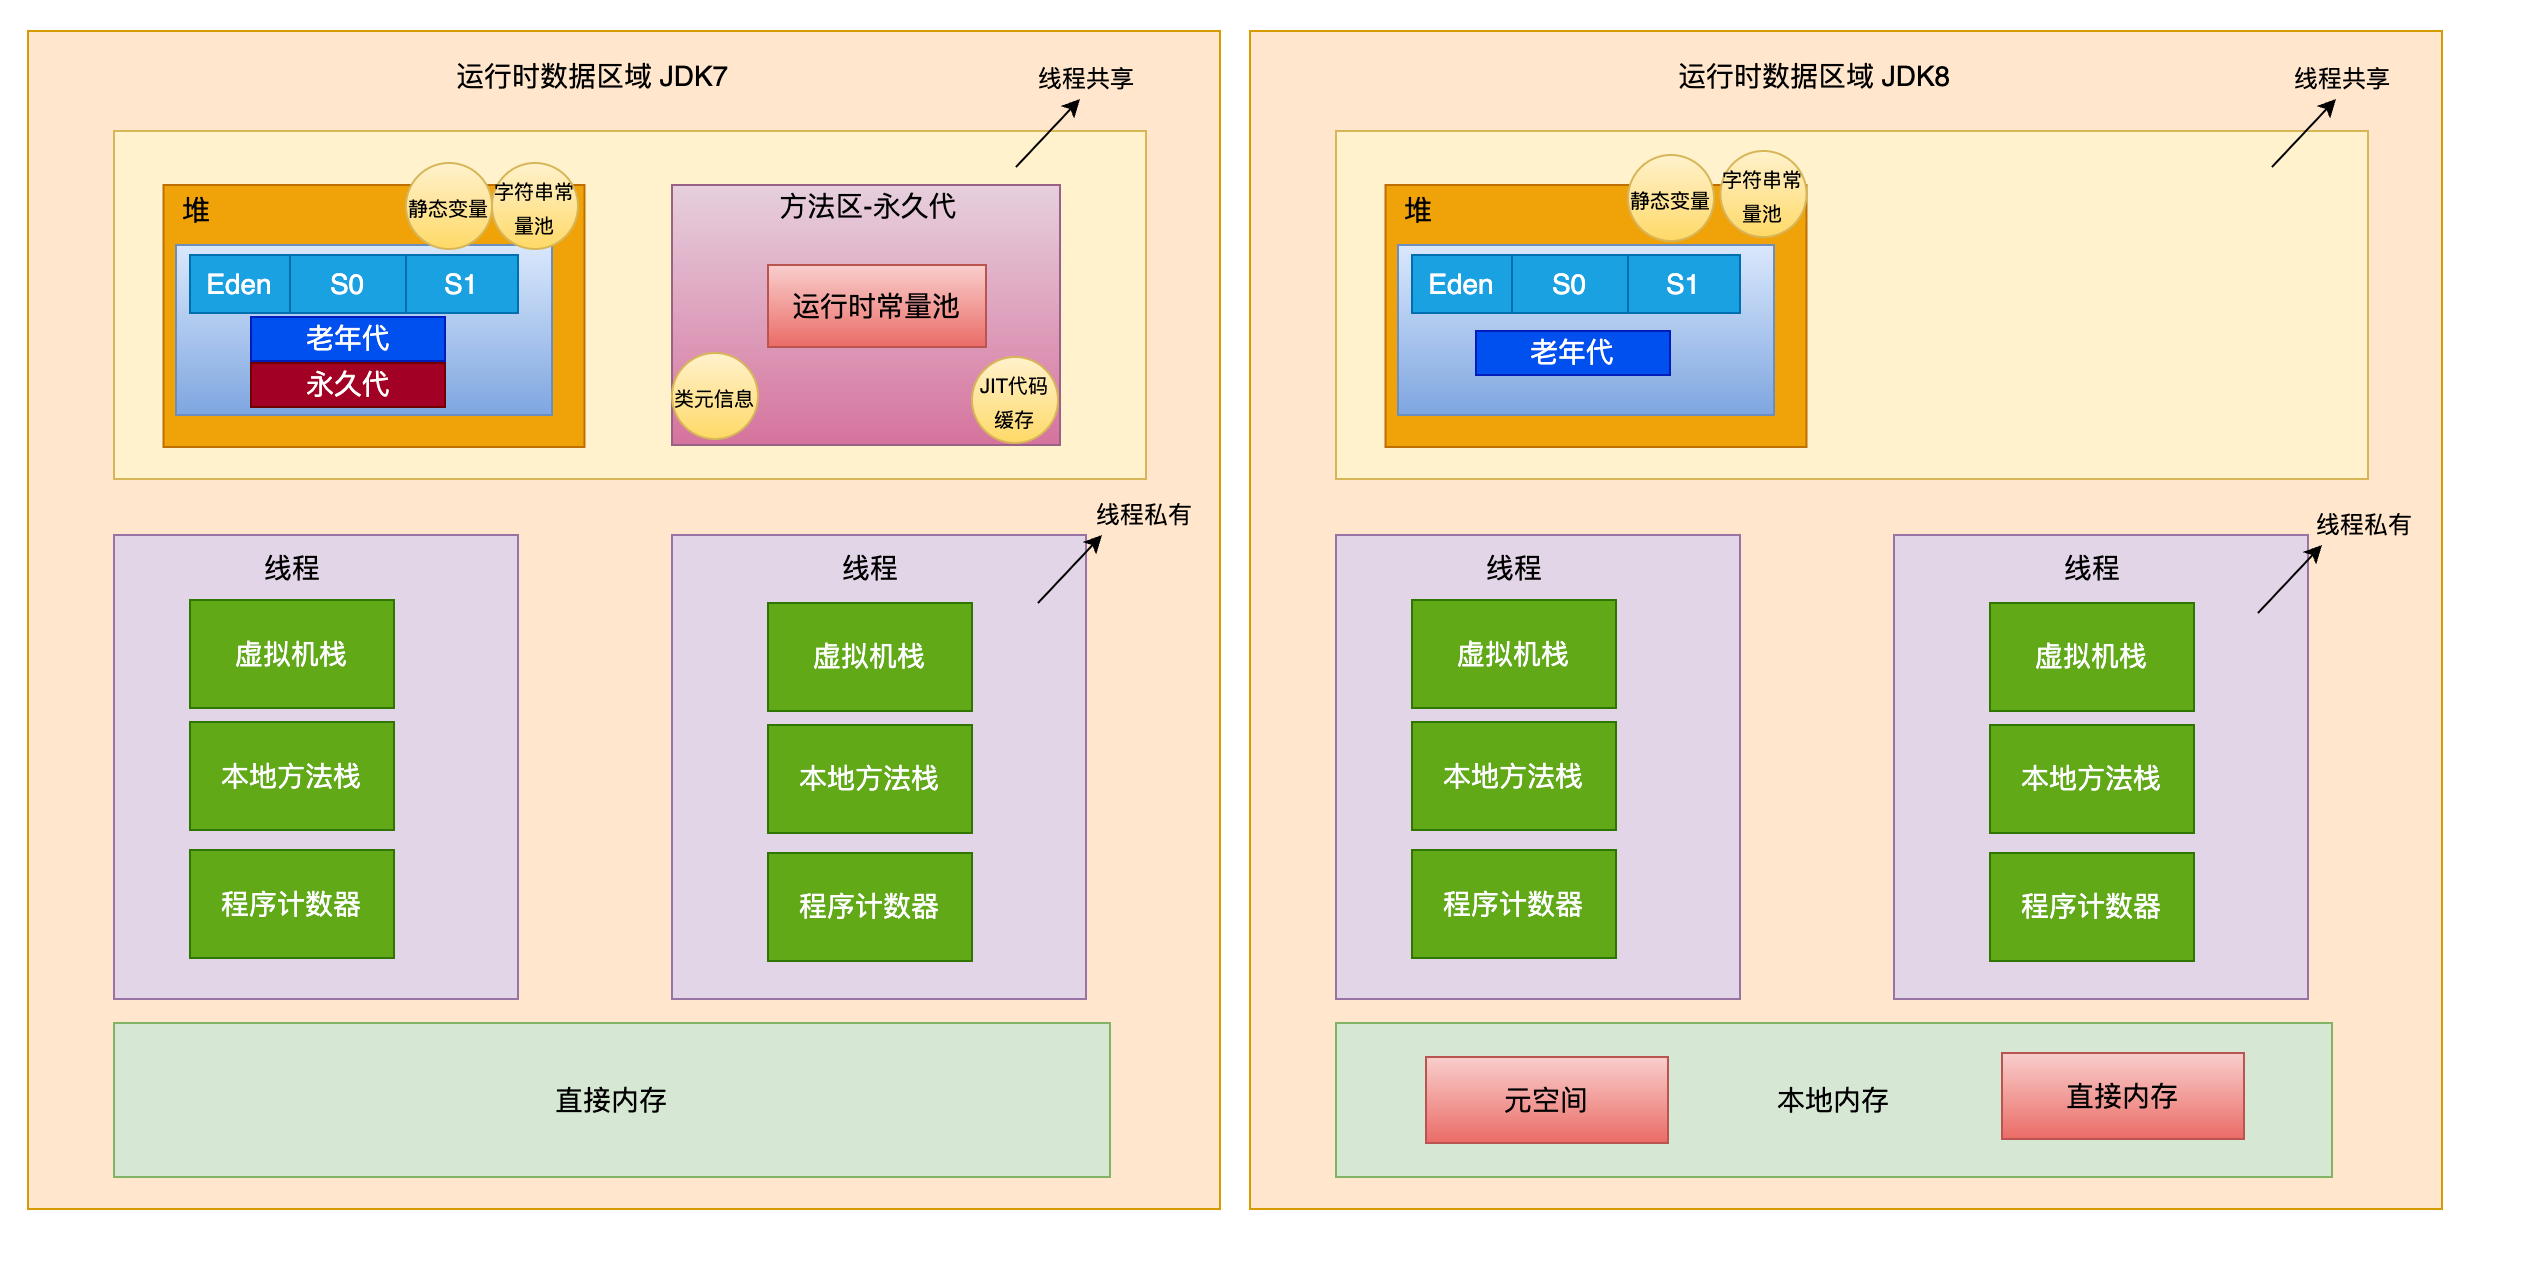 运行时数据区域 JDK7
线程共享
堆
静态变量
字符串常
量池
Eden
S0
S1
老年代
永久代
方法区-永久代
运行时常量池
类元信息
JIT代码
缓存
线程私有
线程
虚拟机栈
本地方法栈
程序计数器
线程
虚拟机栈
本地方法栈
程序计数器
直接内存
运行时数据区域 JDK8
线程共享
堆
静态变量
字符串常
量池
Eden
S0
S1
老年代
线程私有
线程
虚拟机栈
本地方法栈
程序计数器
线程
虚拟机栈
本地方法栈
程序计数器
元空间
本地内存
直接内存